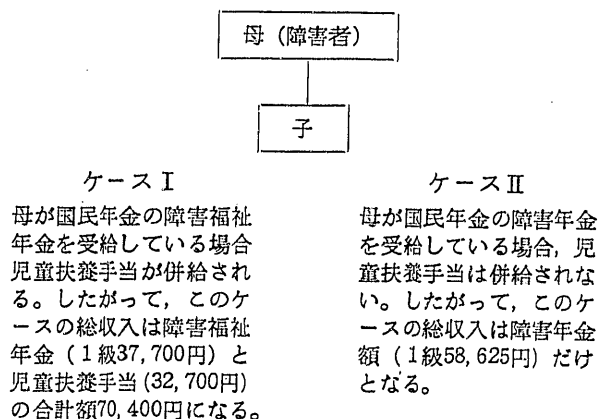 母（障害者）
子
ケースⅠ
母が国民年金の障害福祉
年金を受給している場合
児童扶養手当が併給され
る。したがって，このケ
ースの総収入は障害福祉
年金（1級37,700円）と
児童扶養手当(32,700円)
の合計額70,400円になる。
ケースⅡ
母が国民年金の障害年金
を受給している場合，児
童扶養手当は併給されな
い。したがって，このケ
ースの総収入は障害年金
額（1級58,625円）だけ
となる。